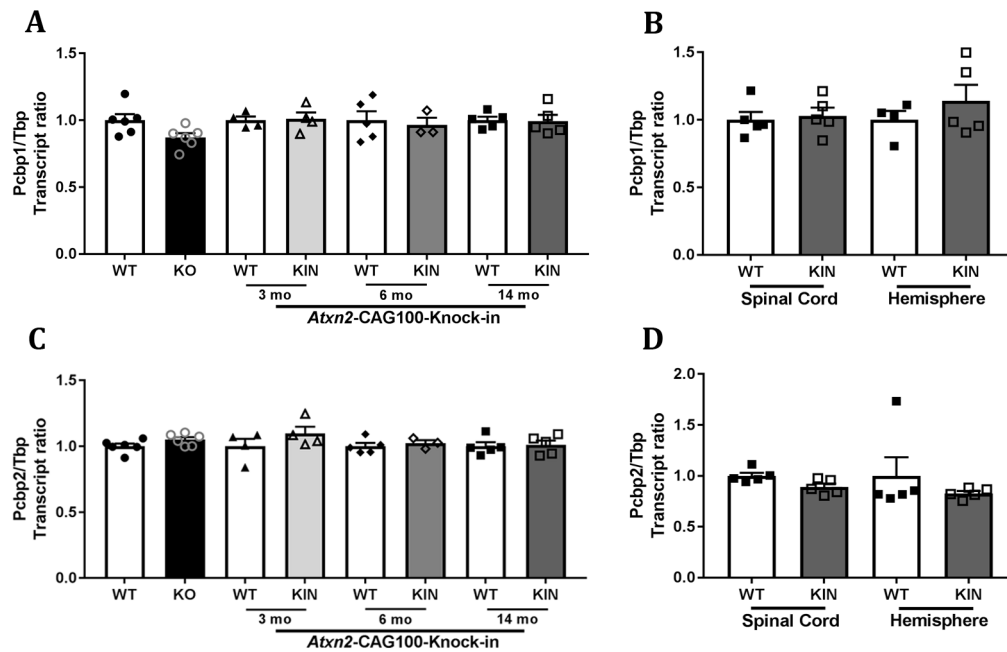 A
Pcbp1/Tbp
Transcript ratio
1.5
1.0
0.5
0.0
WT KO WT KIN WT KIN WT KIN
3 mo 6 mo 14 mo
Atxn2-CAG100-Knock-in
B
Pcbp1/Tbp
Transcript ratio
1.5
1.0
0.5
0.0
WT KIN WT KIN
Spinal Cord Hemisphere
C
Pcbp2/Tbp
Transcript ratio
1.5
1.0
0.5
0.0
WT KO WT KIN WT KIN WT KIN
3 mo 6 mo 14 mo
Atxn2-CAG100-Knock-in
D
Pcbp2/Tbp
Transcript ratio
2.0
1.5
1.0
0.5
0.0
WT KIN WT KIN
Spinal Cord Hemisphere